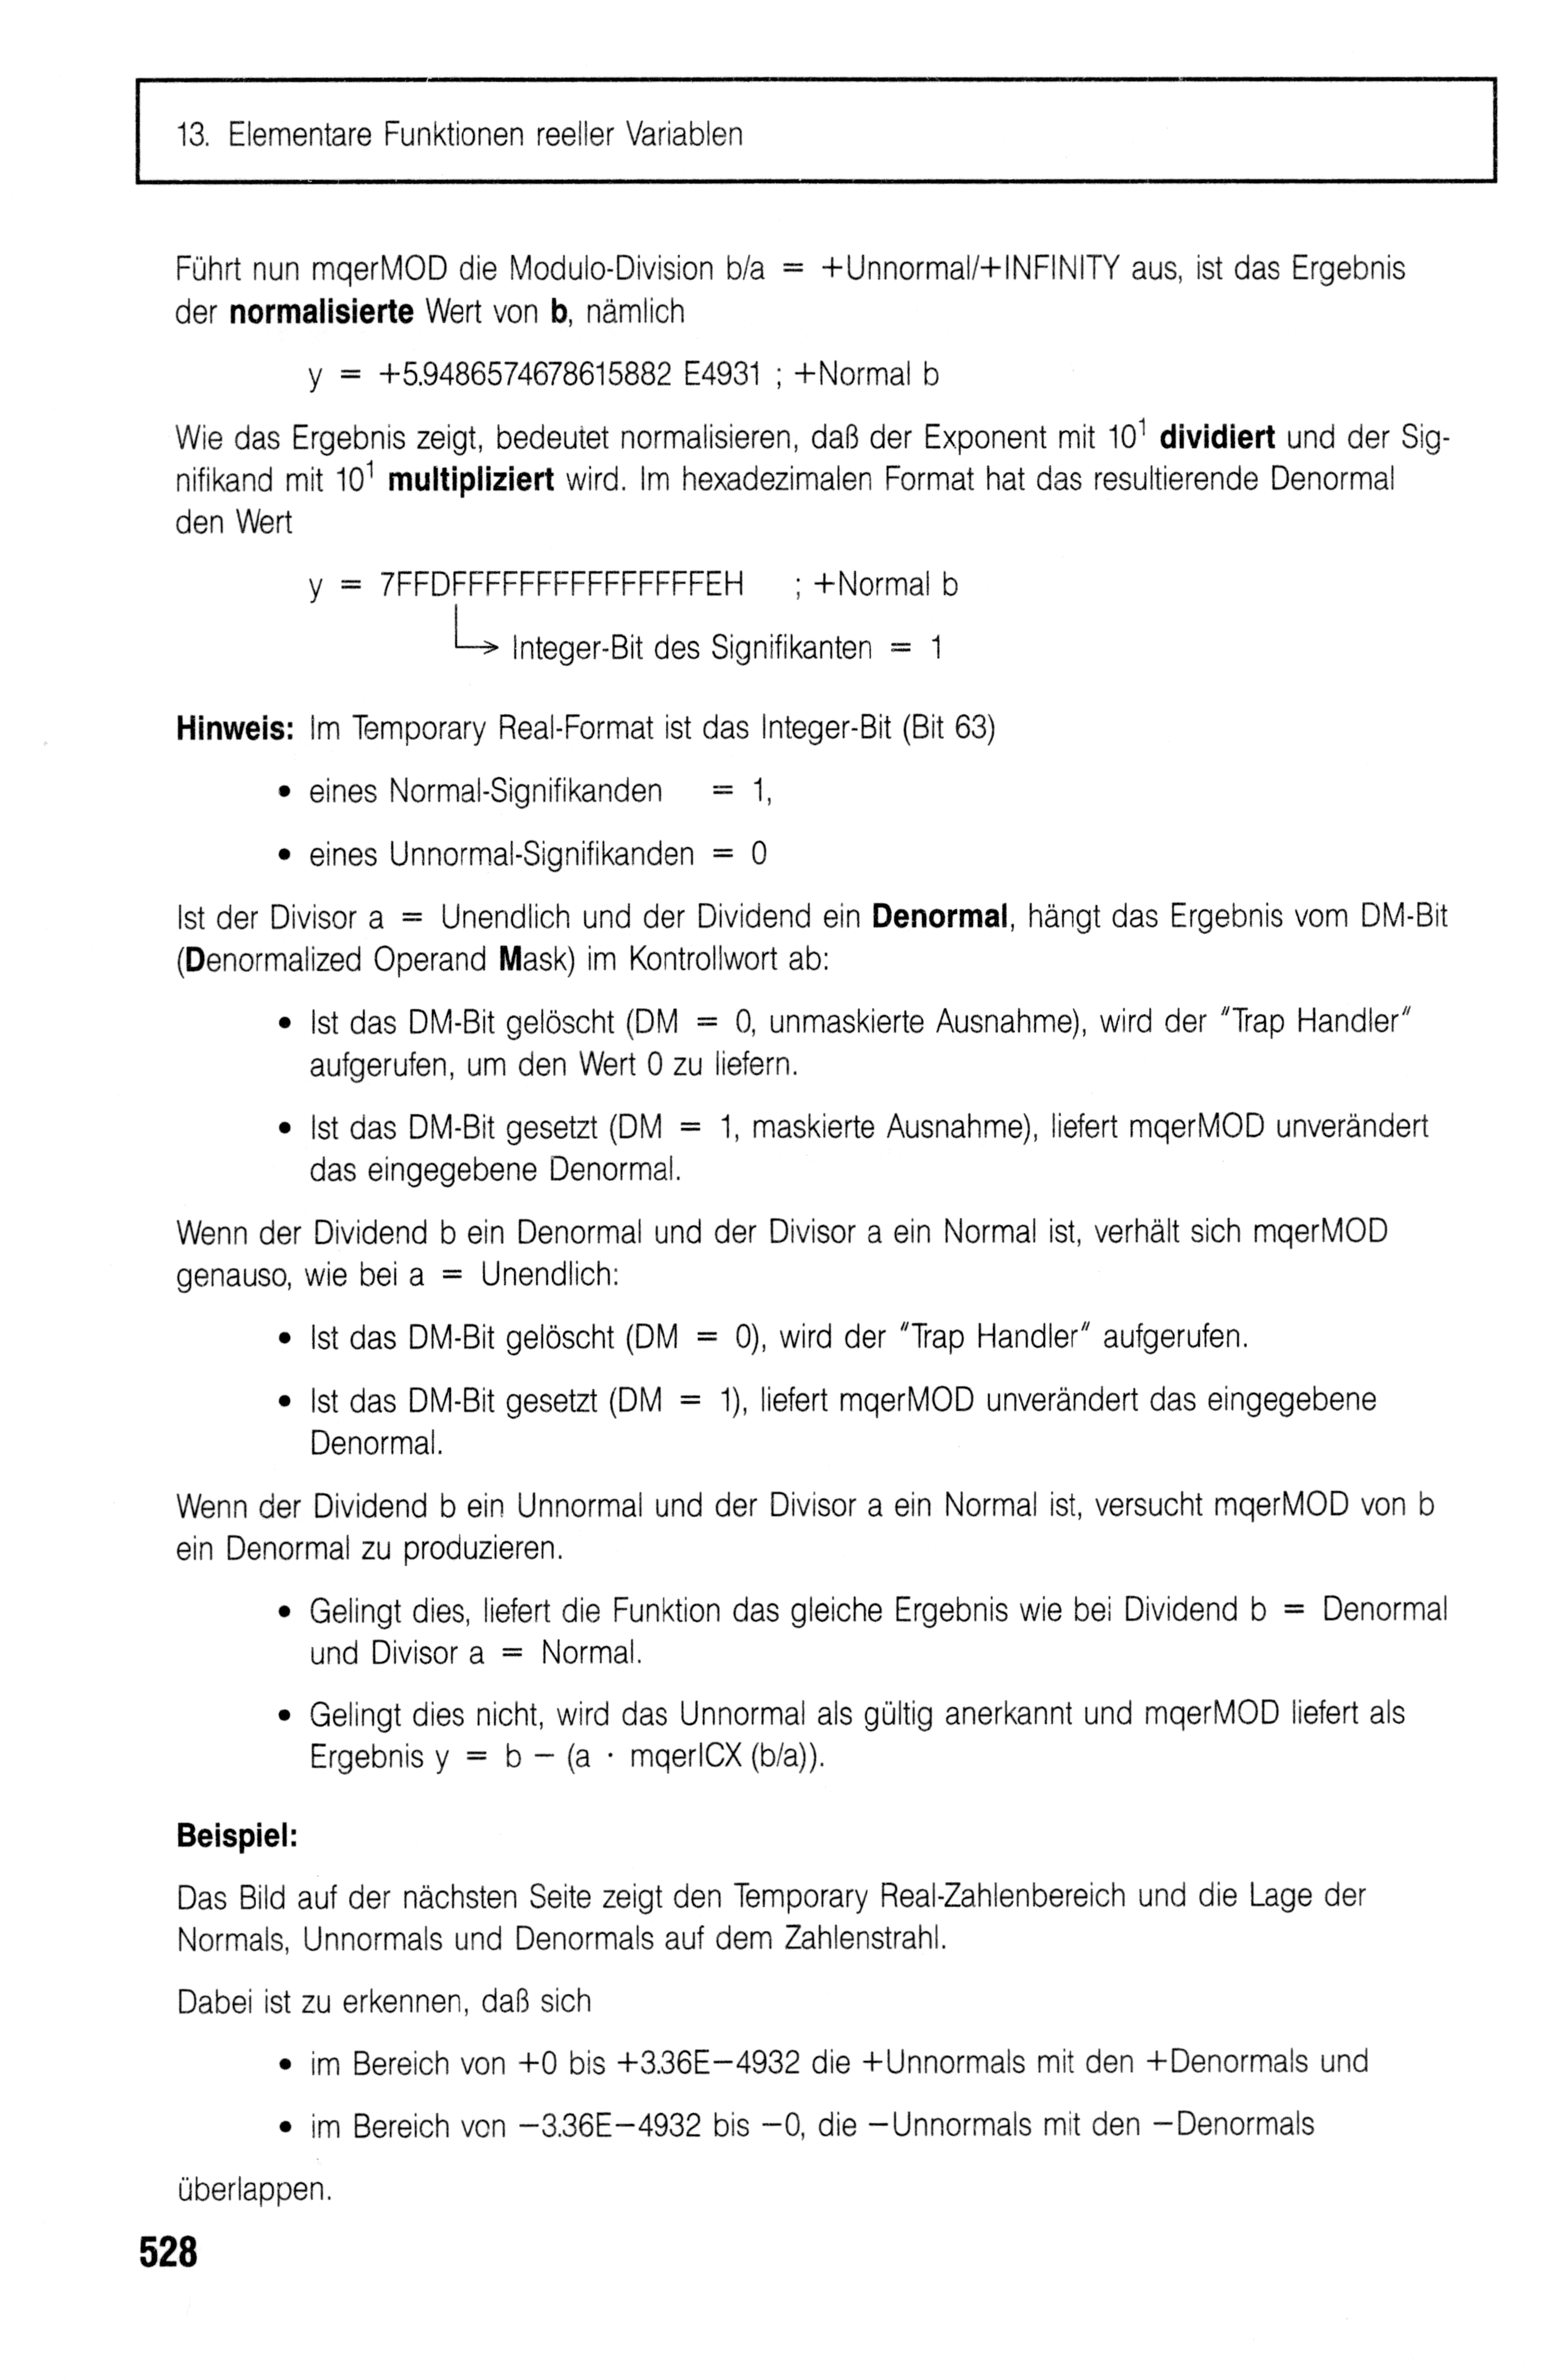 13. Elementare Funktionen reeller Variablen
Führt nun mqerMOD die Modulo-Division b/a = +Unnormal/+INFINITY aus, ist das Ergebnis
der normalisierte Wert von b, nämlich
y = +5.9486574678615882 E4931 ; +Normal b
Wie das Ergebnis zeigt, bedeutet normalisieren, daß der Exponent mit 10¹ dividiert und der Sig-
nifikand mit 10¹ multipliziert wird. Im hexadezimalen Format hat das resultierende Denormal
den Wert
y = 7FFDFFFFFFFFFFFFFFFEH ; +Normal b
Integer-Bit des Signifikanten = 1
Hinweis: Im Temporary Real-Format ist das Integer-Bit (Bit 63)
• eines Normal-Signifikanden = 1,
• eines Unnormal-Signifikanden = 0
Ist der Divisor a = Unendlich und der Dividend ein Denormal, hängt das Ergebnis vom DM-Bit
(Denormalized Operand Mask) im Kontrollwort ab:
• Ist das DM-Bit gelöscht (DM = 0, unmaskierte Ausnahme), wird der "Trap Handler"
aufgerufen, um den Wert 0 zu liefern.
• Ist das DM-Bit gesetzt (DM = 1, maskierte Ausnahme), liefert mqerMOD unverändert
das eingegebene Denormal.
Wenn der Dividend b ein Denormal und der Divisor a ein Normal ist, verhält sich mqerMOD
genauso, wie bei a = Unendlich:
• Ist das DM-Bit gelöscht (DM = 0), wird der "Trap Handler" aufgerufen.
• Ist das DM-Bit gesetzt (DM = 1), liefert mqerMOD unverändert das eingegebene
Denormal.
Wenn der Dividend b ein Unnormal und der Divisor a ein Normal ist, versucht mqerMOD von b
ein Denormal zu produzieren.
• Gelingt dies, liefert die Funktion das gleiche Ergebnis wie bei Dividend b = Denormal
und Divisor a = Normal.
• Gelingt dies nicht, wird das Unnormal als gültig anerkannt und mqerMOD liefert als
Ergebnis y = b – (a · mqerICX (b/a)).
Beispiel:
Das Bild auf der nächsten Seite zeigt den Temporary Real-Zahlenbereich und die Lage der
Normals, Unnormals und Denormals auf dem Zahlenstrahl.
Dabei ist zu erkennen, daß sich
• im Bereich von +0 bis +3.36E–4932 die +Unnormals mit den +Denormals und
• im Bereich von –3.36E–4932 bis –0, die –Unnormals mit den –Denormals
überlappen.
528